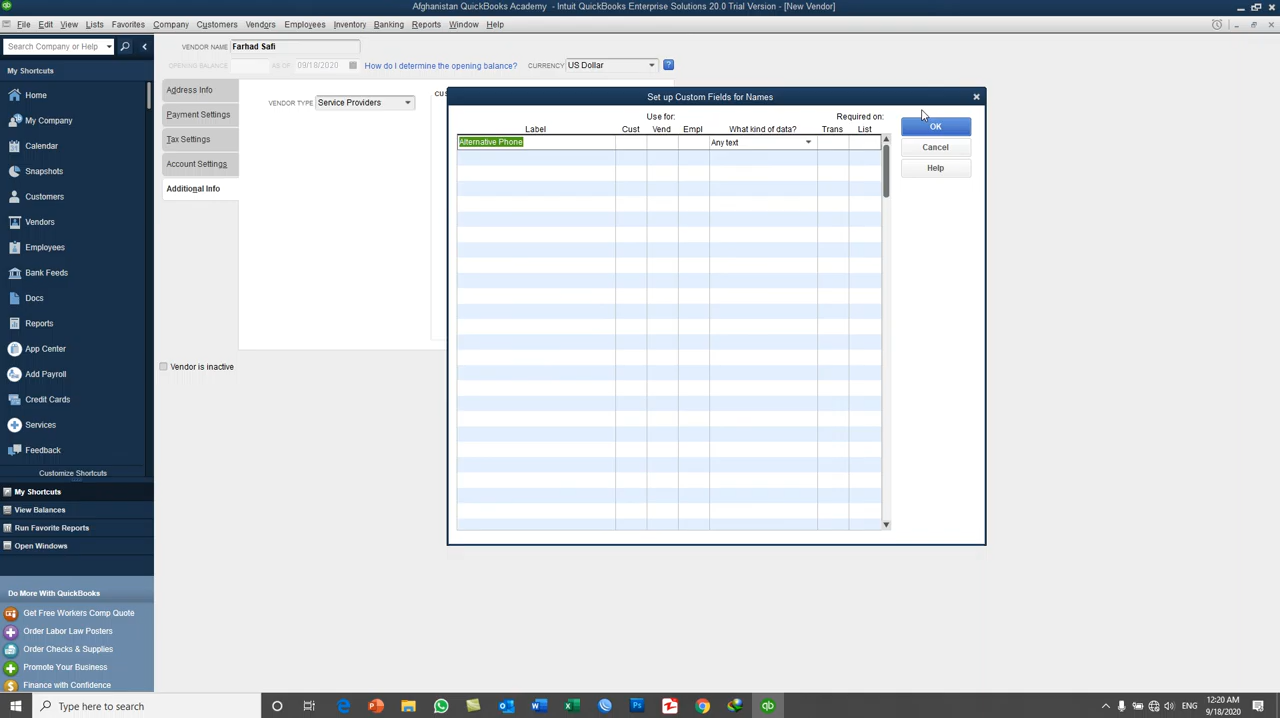 Afghanistan QuickBooks Academy - Intuit QuickBooks Enterprise Solutions 20.0 Trial Version - [New Vendor]
File Edit View Lists Favorites Company Customers Vendors Employees Inventory Banking Reports Window Help
Search Company or Help
My Shortcuts
Home
My Company
Calendar
Snapshots
Customers
Vendors
Employees
Bank Feeds
Docs
Reports
App Center
Add Payroll
Credit Cards
Services
Feedback
Customize Shortcuts
My Shortcuts
View Balances
Run Favorite Reports
Open Windows
Do More With QuickBooks
Get Free Workers Comp Quote
Order Labor Law Posters
Order Checks & Supplies
Promote Your Business
Finance with Confidence
VENDOR NAME Farhad Safi
OPENING BALANCE AS OF 09/18/2020 How do I determine the opening balance? CURRENCY US Dollar
Address Info
Payment Settings
Tax Settings
Account Settings
Additional Info
VENDOR TYPE Service Providers
CUS
Vendor is inactive
Set up Custom Fields for Names
Use for: Required on:
Label Cust Vend Empl What kind of data? Trans List
Alternative Phone Any text
OK
Cancel
Help
Type here to search
ENG
12:20 AM
9/18/2020